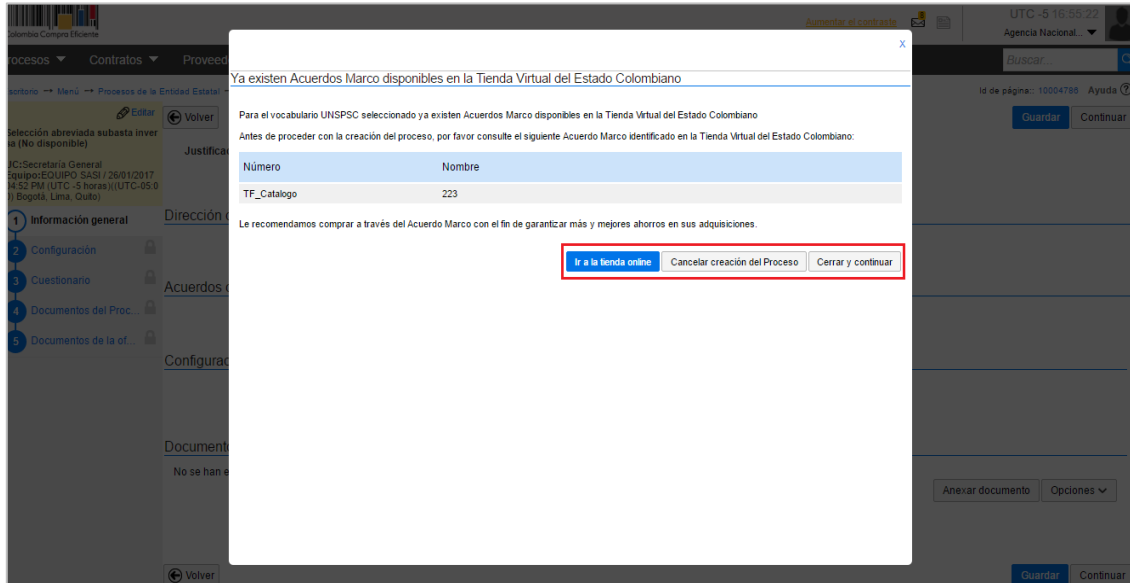 Colombia Compra Eficiente
Aumentar el contraste
UTC -5 16:55:22
Agencia Nacional...
rocesos
Contratos
Proveed
Buscar...
scritorio → Menú → Procesos de la Entidad Estatal
Id de página:: 10004786
Ayuda
Editar
Volver
Guardar
Continuar
Selección abreviada subasta inver
sa (No disponible)
Justifica
UC:Secretaría General
Equipo:EQUIPO SASI / 26/01/2017
04:52 PM (UTC -5 horas)((UTC-05:0
0) Bogotá, Lima, Quito)
1 Información general
2 Configuración
3 Cuestionario
4 Documentos del Proc...
5 Documentos de la of...
Dirección
Acuerdos
Configurac
Document
No se han e
Anexar documento
Opciones
Volver
Guardar
Continuar
X
Ya existen Acuerdos Marco disponibles en la Tienda Virtual del Estado Colombiano
Para el vocabulario UNSPSC seleccionado ya existen Acuerdos Marco disponibles en la Tienda Virtual del Estado Colombiano
Antes de proceder con la creación del proceso, por favor consulte el siguiente Acuerdo Marco identificado en la Tienda Virtual del Estado Colombiano:
Número Nombre
TF_Catalogo 223
Le recomendamos comprar a través del Acuerdo Marco con el fin de garantizar más y mejores ahorros en sus adquisiciones.
Ir a la tienda online
Cancelar creación del Proceso
Cerrar y continuar